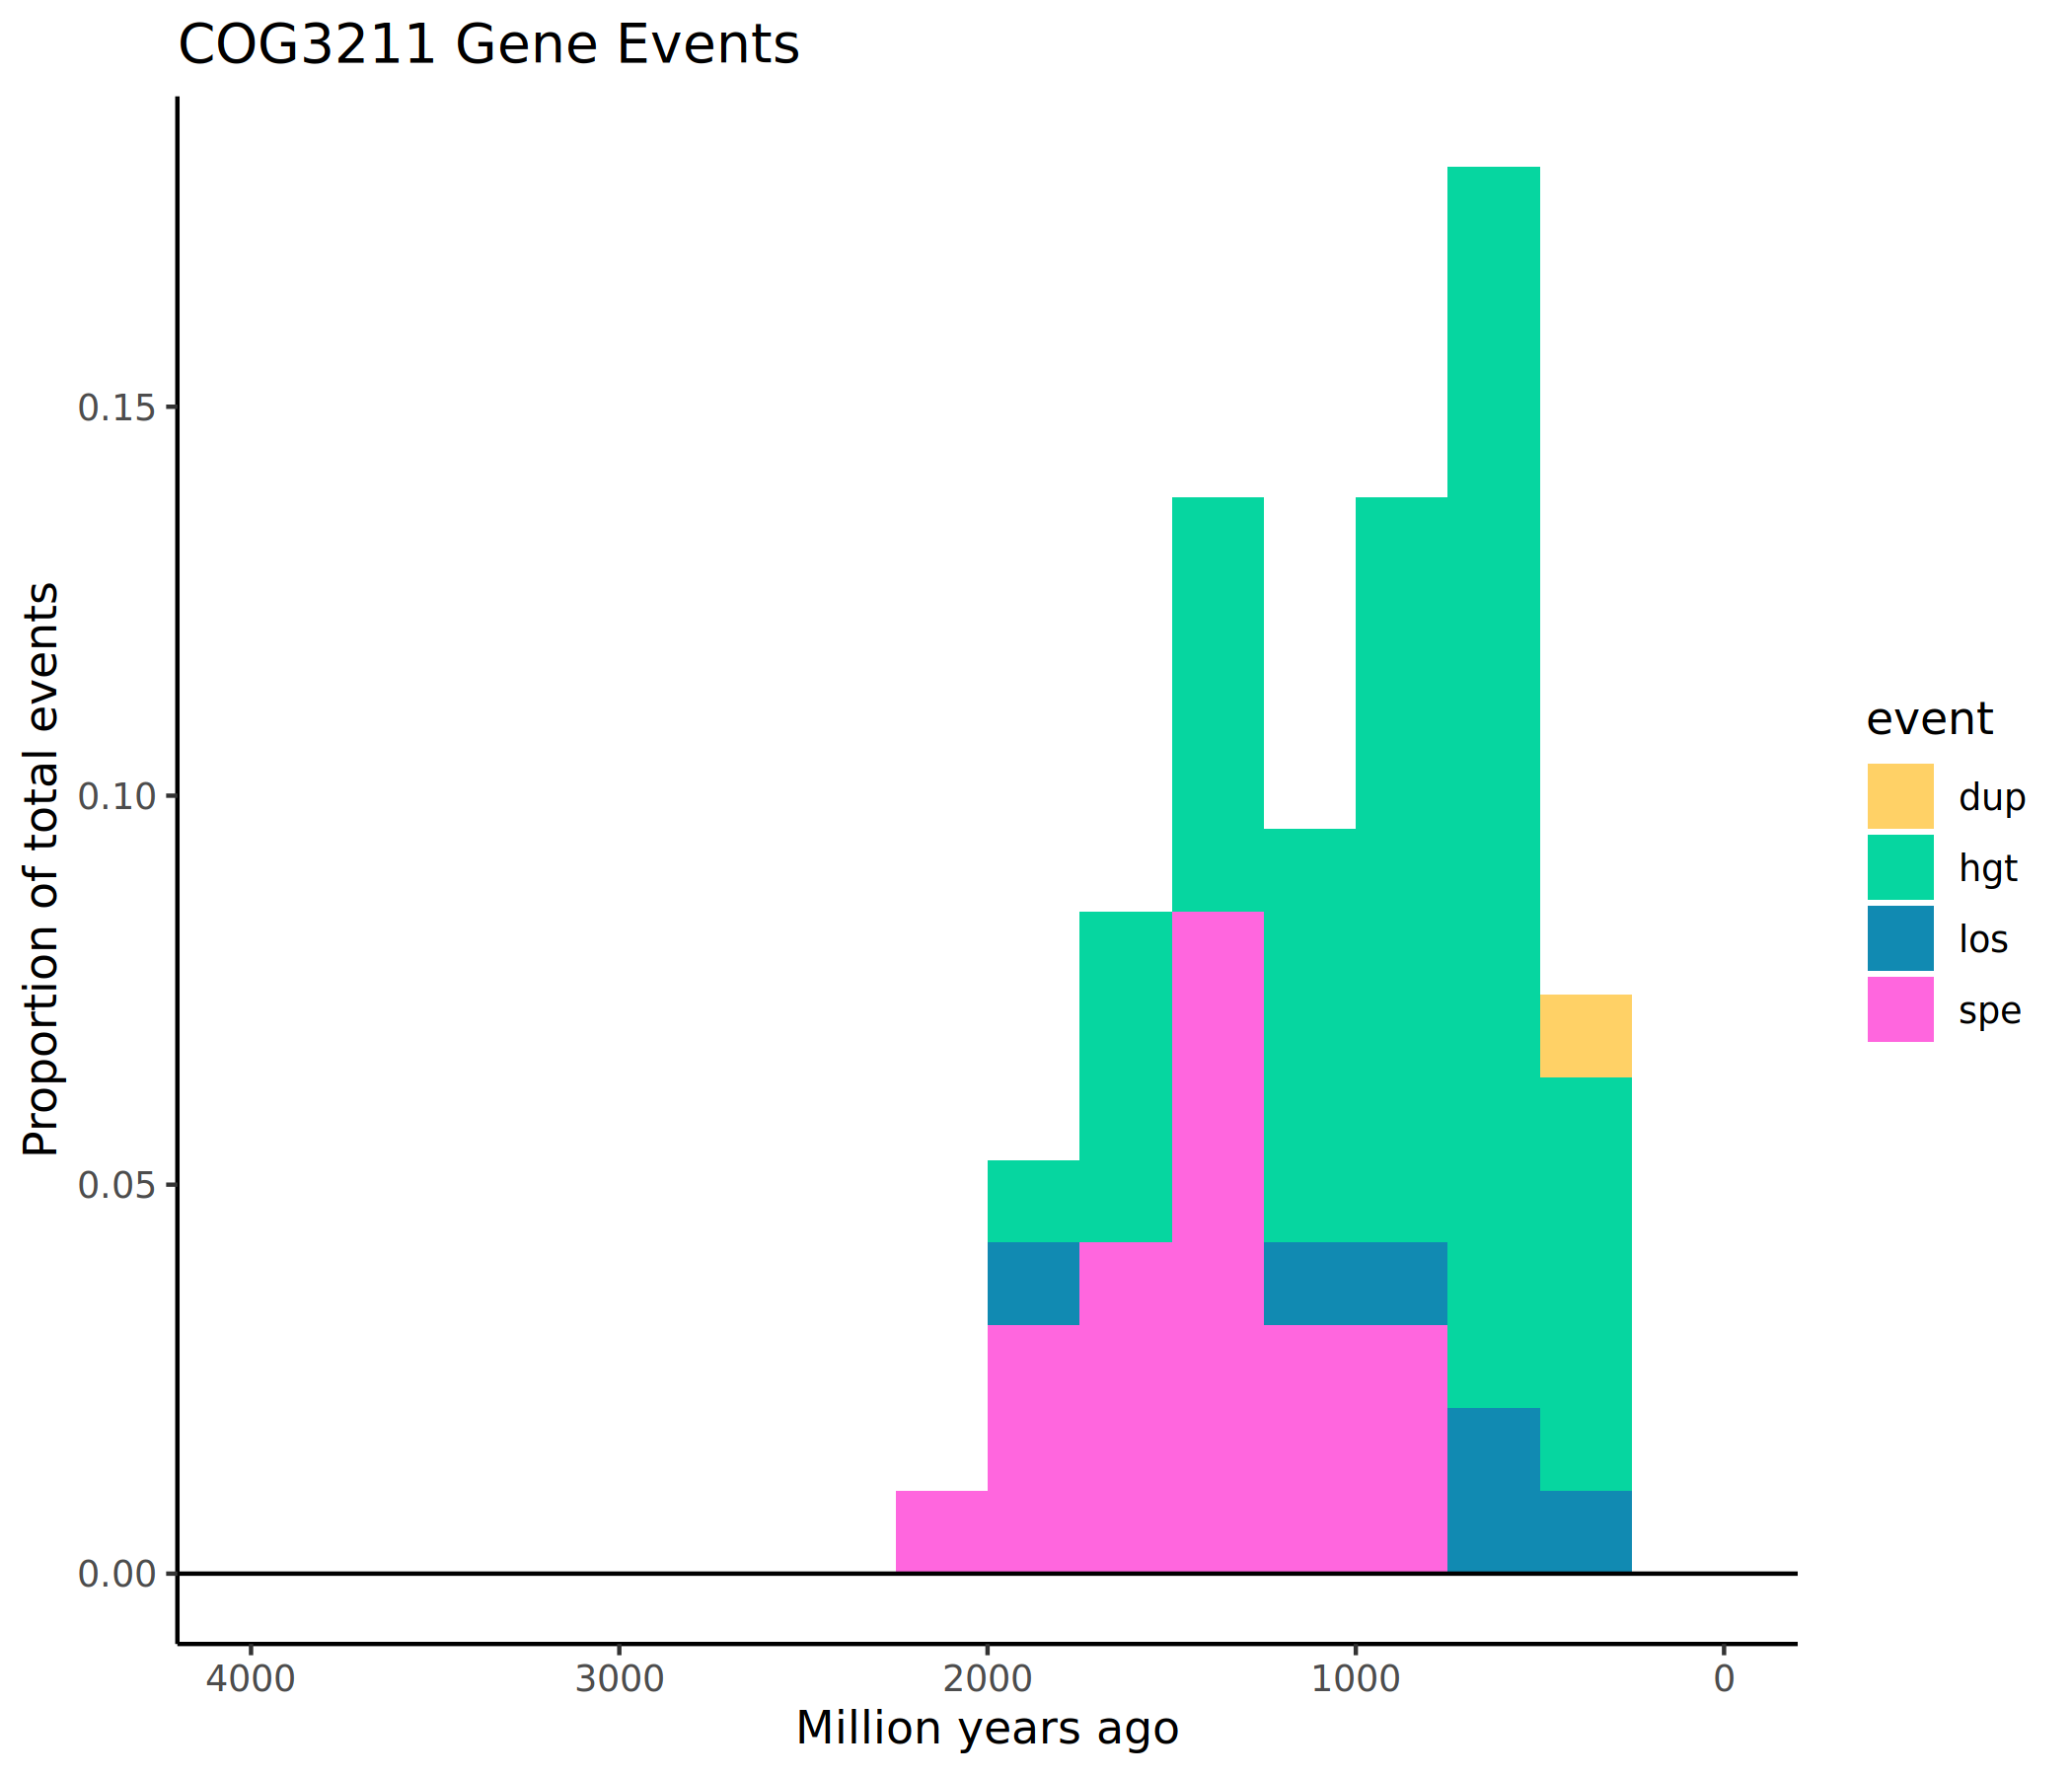 COG3211 Gene Events
Proportion of total events
0.15
0.10
0.05
0.00
4000 3000 2000 1000 0
Million years ago
event
dup
hgt
los
spe